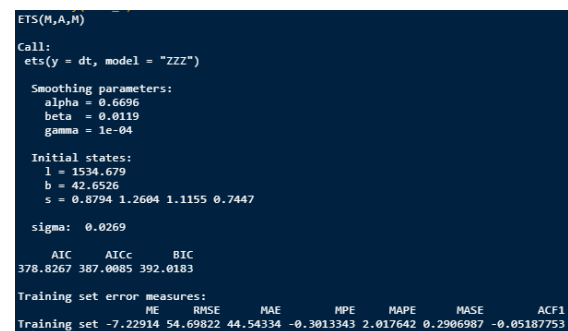 ETS(M,A,M)
Call:
ets(y = dt, model = "ZZZ")
Smoothing parameters:
alpha = 0.6696
beta = 0.0119
gamma = 1e-04
Initial states:
l = 1534.679
b = 42.6526
s = 0.8794 1.2604 1.1155 0.7447
sigma: 0.0269
AIC AICc BIC
378.8267 387.0085 392.0183
Training set error measures:
ME RMSE MAE MPE MAPE MASE ACF1
Training set -7.22914 54.69822 44.54334 -0.3013343 2.017642 0.2906987 -0.05187753